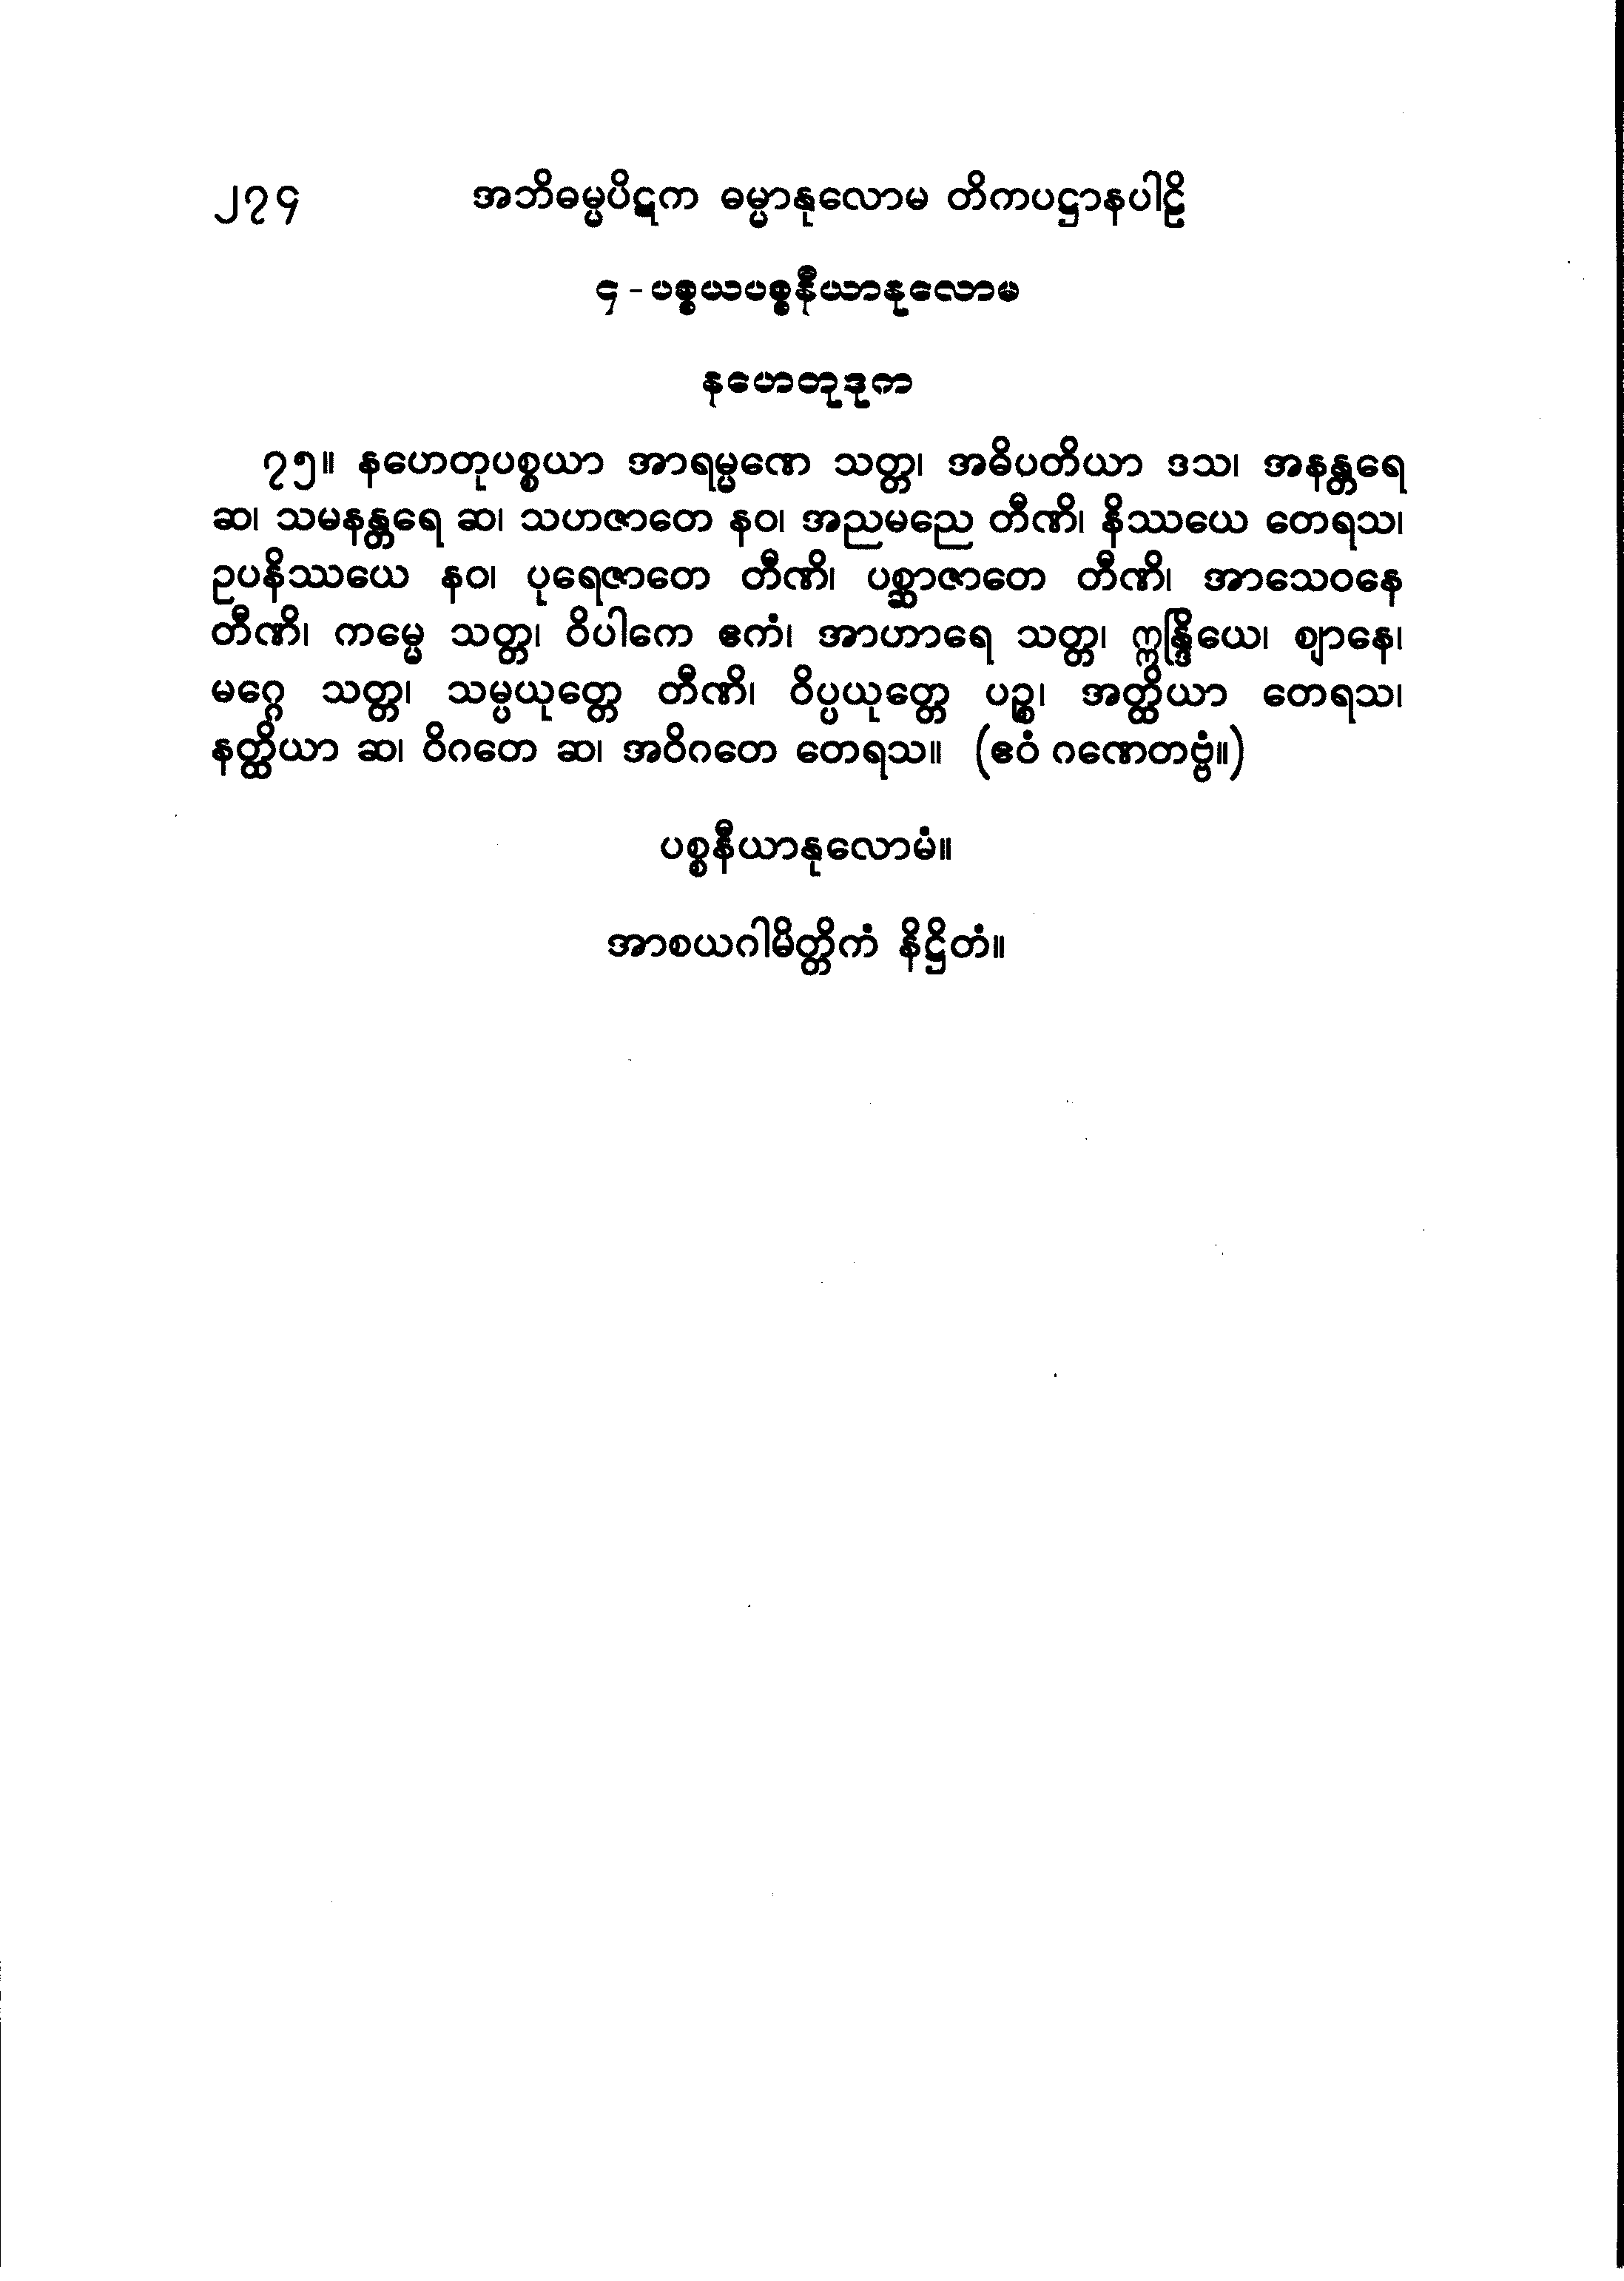 ၂၇၄ အဘိဓမ္မပိဋက ဓမ္မာနုလောမ တိကပဋ္ဌာနပါဠိ
၄-ပစ္စယပစ္စနီယာနုလောမ
နဟေတုဒုက
၇၅။ နဟေတုပစ္စယာ အာရမ္မဏေ သတ္တ၊ အဓိပတိယာ ဒသ၊ အနန္တရေ
ဆ၊ သမနန္တရေ ဆ၊ သဟဇာတေ နဝ၊ အညမညေ တီဏိ၊ နိဿယေ တေရသ၊
ဥပနိဿယေ နဝ၊ ပုရေဇာတေ တီဏိ၊ ပစ္ဆာဇာတေ တီဏိ၊ အာသေဝနေ
တီဏိ၊ ကမ္မေ သတ္တ၊ ဝိပါကေ ဧကံ၊ အာဟာရေ သတ္တ၊ ဣန္ဒြိယေ၊ ဈာနေ၊
မဂ္ဂေ သတ္တ၊ သမ္ပယုတ္တေ တီဏိ၊ ဝိပ္ပယုတ္တေ ပဉ္စ၊ အတ္ထိယာ တေရသ၊
နတ္ထိယာ ဆ၊ ဝိဂတေ ဆ၊ အဝိဂတေ တေရသ။ (ဧဝံ ဂဏေတဗ္ဗံ။)
ပစ္စနီယာနုလောမံ။
အာစယဂါမိတ္တိကံ နိဋ္ဌိတံ။